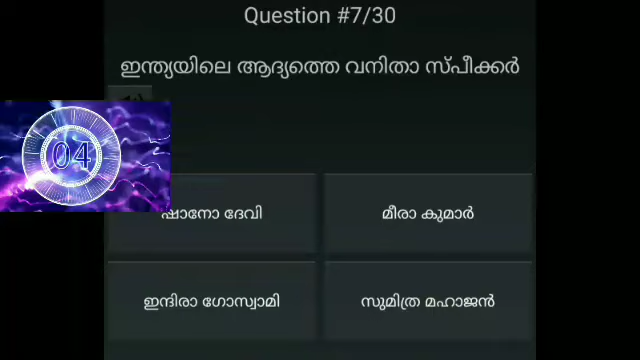 Question #7/30
ഇന്ത്യയിലെ ആദ്യത്തെ വനിതാ സ്പീക്കർ
04
ഷാനോ ദേവി
മീരാ കുമാർ
ഇന്ദിരാ ഗോസ്വാമി
സുമിത്ര മഹാജൻ